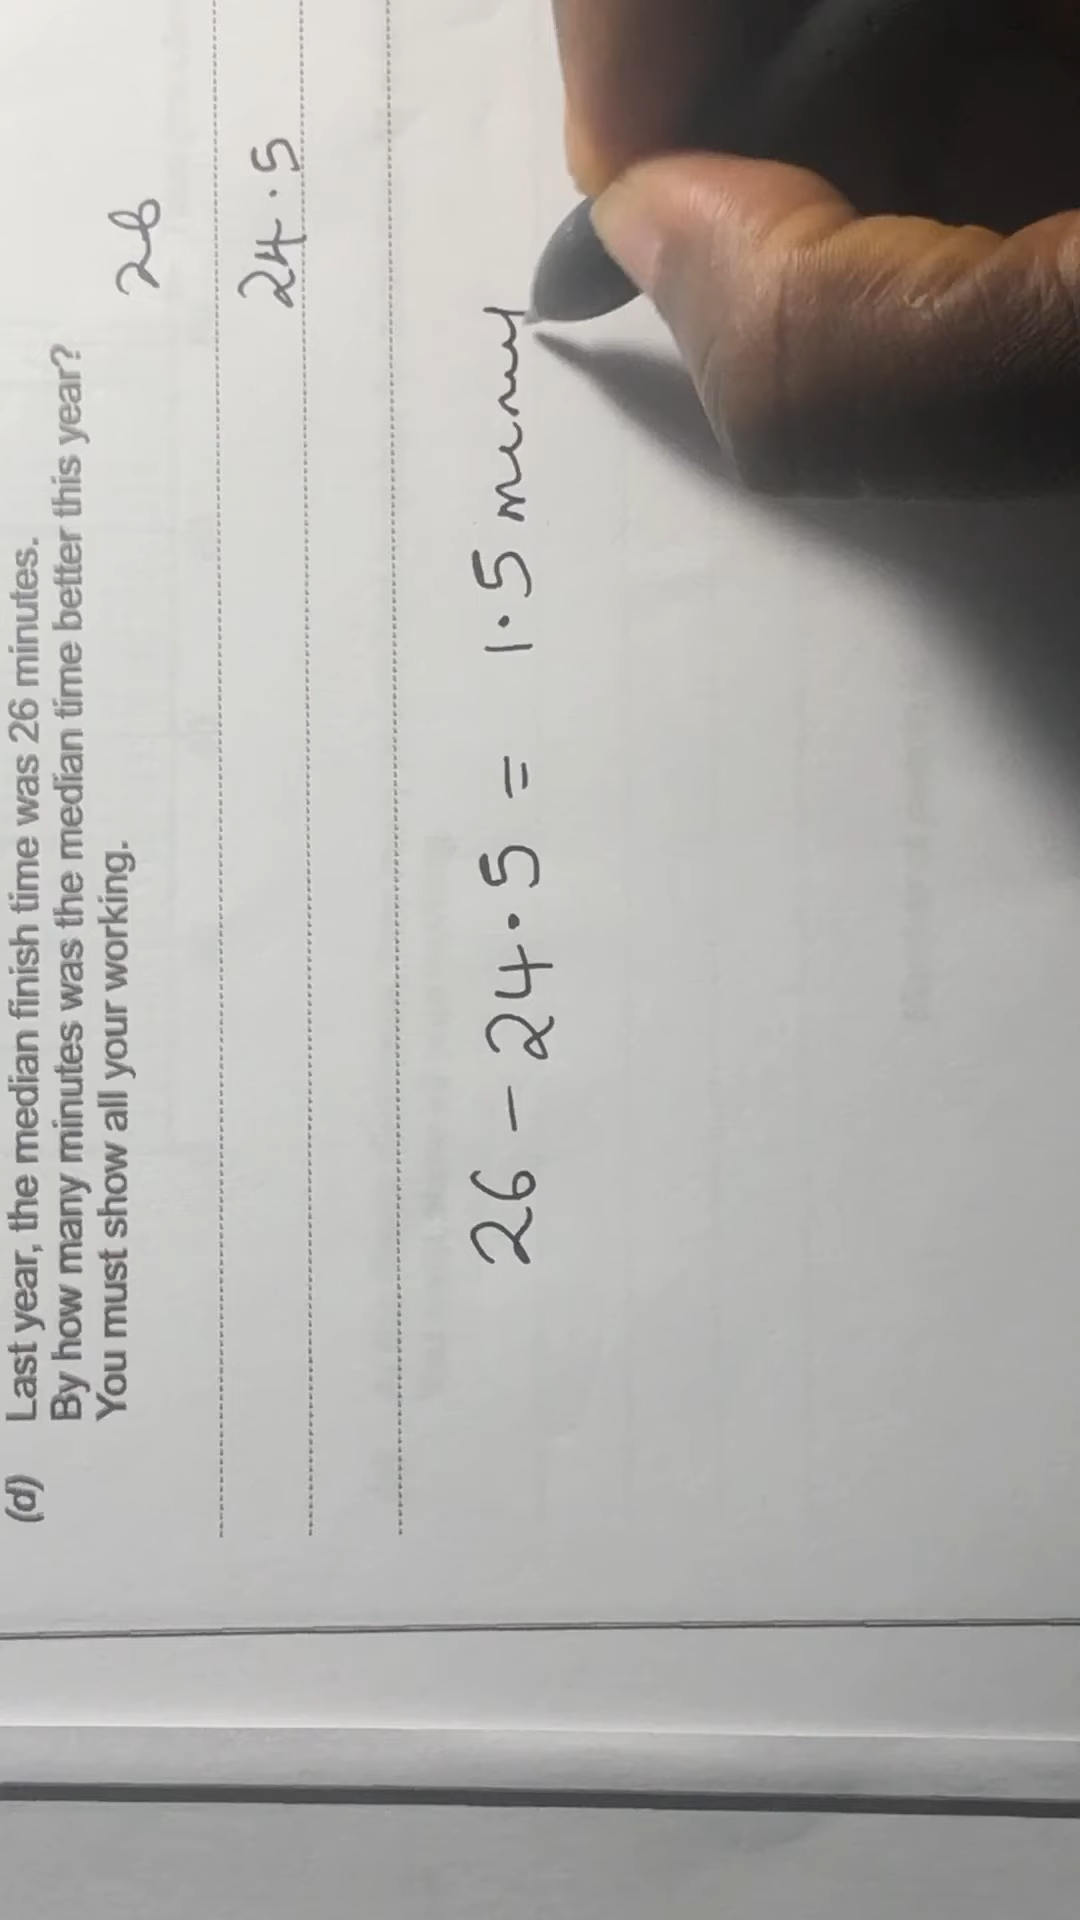 (d) Last year, the median finish time was 26 minutes.
By how many minutes was the median time better this year?
You must show all your working.
26
24.5
26 - 24.5 = 1.5 minut